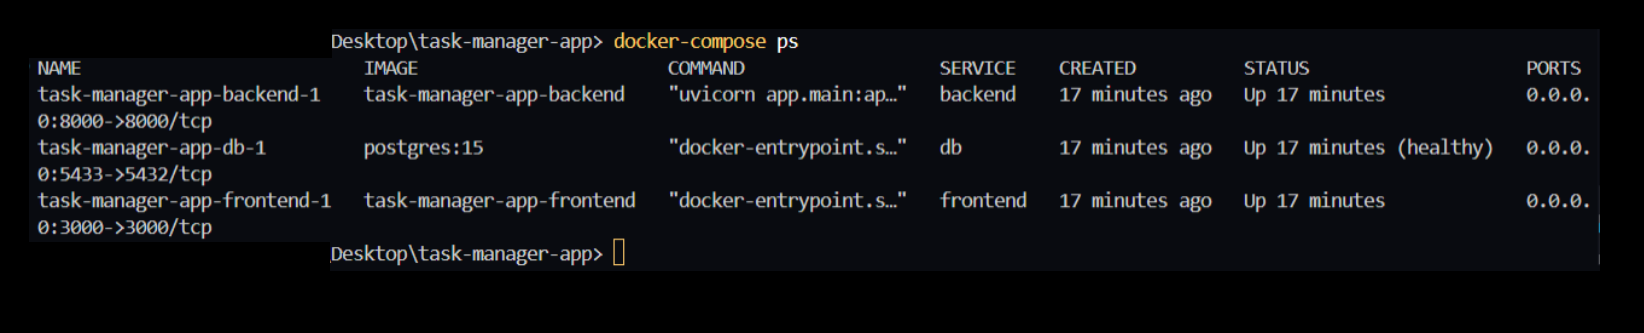 Desktop\task-manager-app> docker-compose ps
NAME IMAGE COMMAND SERVICE CREATED STATUS PORTS
task-manager-app-backend-1 task-manager-app-backend "uvicorn app.main:ap…" backend 17 minutes ago Up 17 minutes 0.0.0.
0:8000->8000/tcp
task-manager-app-db-1 postgres:15 "docker-entrypoint.s…" db 17 minutes ago Up 17 minutes (healthy) 0.0.0.
0:5433->5432/tcp
task-manager-app-frontend-1 task-manager-app-frontend "docker-entrypoint.s…" frontend 17 minutes ago Up 17 minutes 0.0.0.
0:3000->3000/tcp
Desktop\task-manager-app>